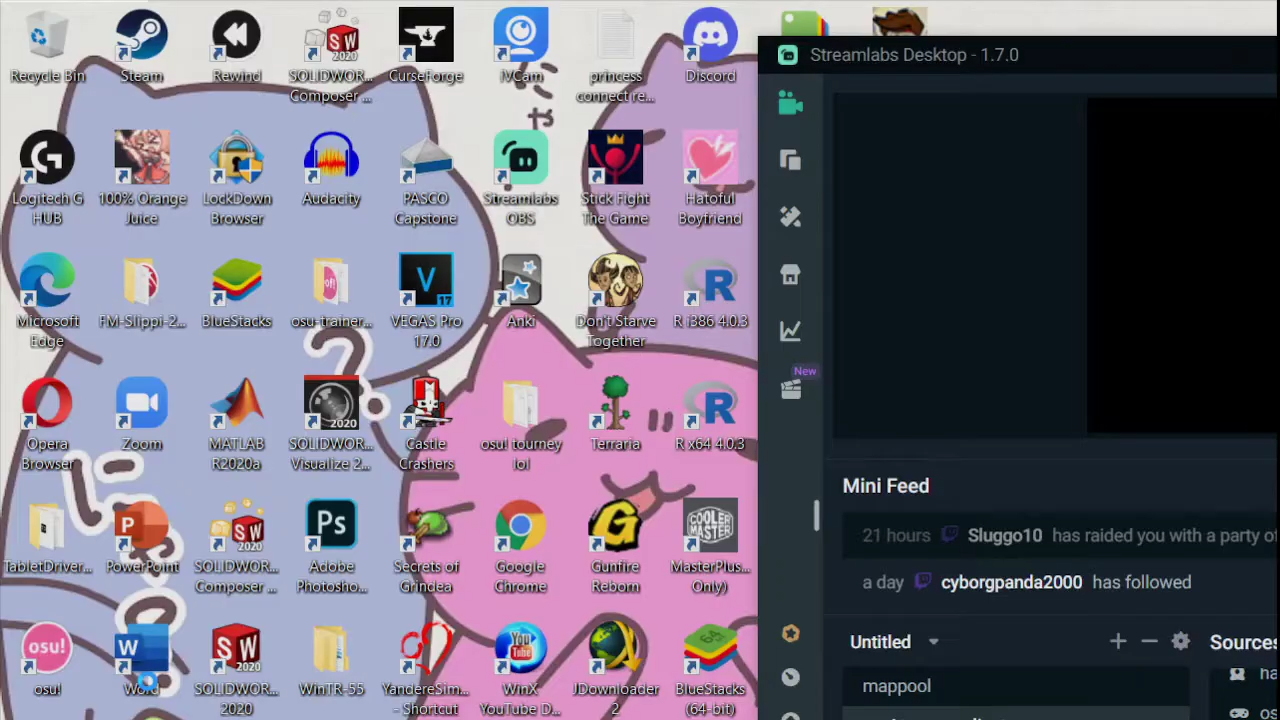 Recycle Bin
Steam
Rewind
SOLIDWOR...
Composer ...
CurseForge
iVCam
princess
connect re...
Discord
Streamlabs Desktop - 1.7.0
Logitech G
HUB
100% Orange
Juice
LockDown
Browser
Audacity
PASCO
Capstone
Streamlabs
OBS
Stick Fight
The Game
Hatoful
Boyfriend
Microsoft
Edge
FM-Slippi-2...
BlueStacks
osu-trainer...
VEGAS Pro
17.0
Anki
Don't Starve
Together
R i386 4.0.3
New
Opera
Browser
Zoom
MATLAB
R2020a
SOLIDWOR...
Visualize 2...
Castle
Crashers
osu! tourney
lol
Terraria
R x64 4.0.3
Mini Feed
21 hours Sluggo10 has raided you with a party of
a day cyborgpanda2000 has followed
TabletDriver...
PowerPoint
SOLIDWOR...
Composer ...
Adobe
Photosho...
Secrets of
Grindea
Google
Chrome
Gunfire
Reborn
MasterPlus...
Only)
Untitled
Sources
mappool
osu!
Word
SOLIDWOR...
2020
WinTR-55
YandereSim...
- Shortcut
WinX
YouTube D...
JDownloader
2
BlueStacks
(64-bit)